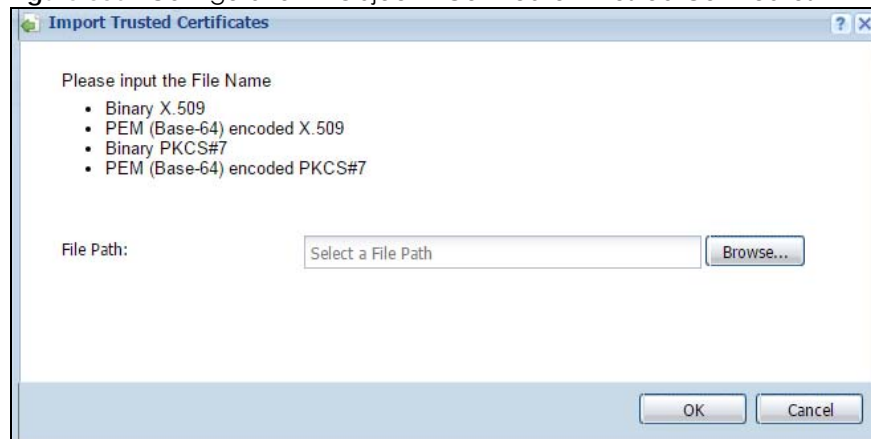 Import Trusted Certificates
Please input the File Name
• Binary X.509
• PEM (Base-64) encoded X.509
• Binary PKCS#7
• PEM (Base-64) encoded PKCS#7
File Path:
Select a File Path
Browse...
OK
Cancel